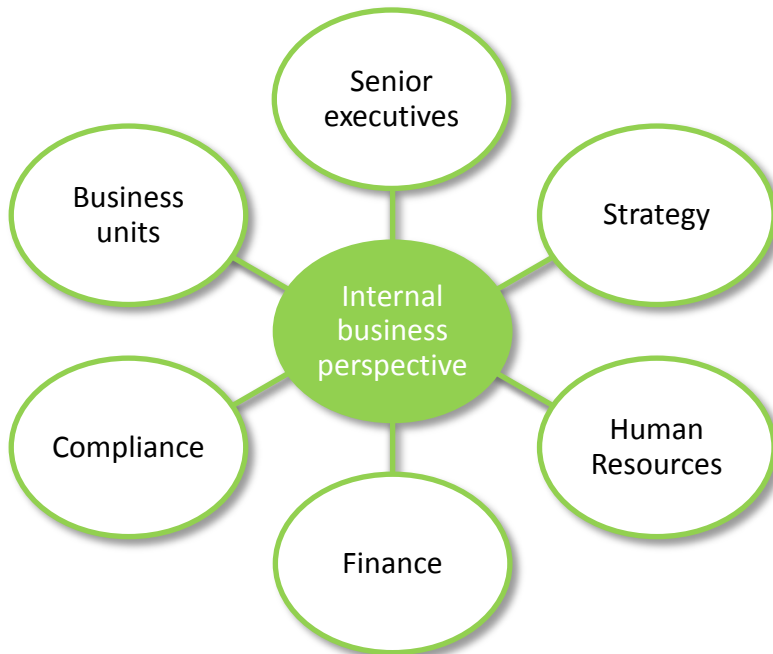 Senior
executives
Business
units
Strategy
Internal
business
perspective
Compliance
Human
Resources
Finance